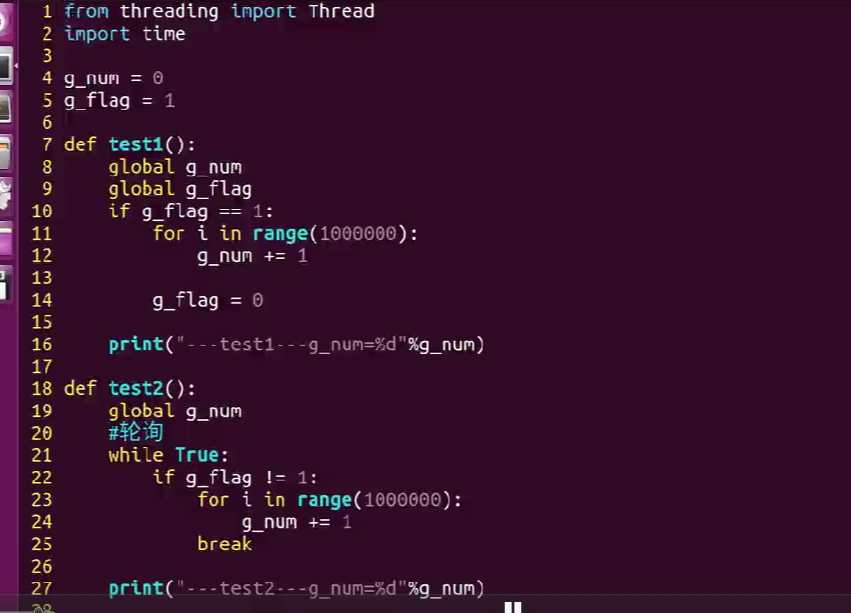 1 from threading import Thread
2 import time
3
4 g_num = 0
5 g_flag = 1
6
7 def test1():
8     global g_num
9     global g_flag
10     if g_flag == 1:
11         for i in range(1000000):
12             g_num += 1
13
14         g_flag = 0
15
16     print("---test1---g_num=%d"%g_num)
17
18 def test2():
19     global g_num
20     #轮询
21     while True:
22         if g_flag != 1:
23             for i in range(1000000):
24                 g_num += 1
25             break
26
27     print("---test2---g_num=%d"%g_num)
28